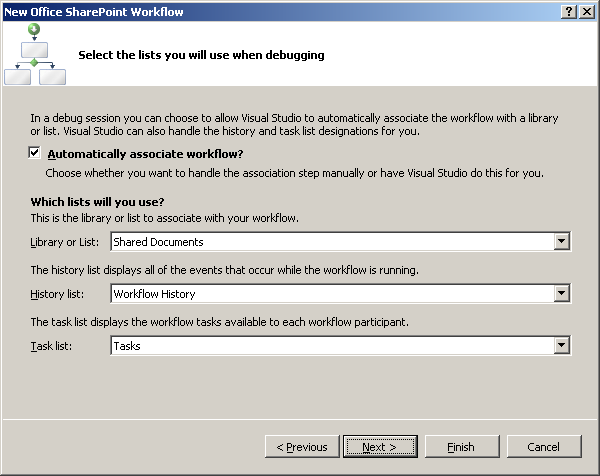 New Office SharePoint Workflow
Select the lists you will use when debugging
In a debug session you can choose to allow Visual Studio to automatically associate the workflow with a library
or list. Visual Studio can also handle the history and task list designations for you.
Automatically associate workflow?
Choose whether you want to handle the association step manually or have Visual Studio do this for you.
Which lists will you use?
This is the library or list to associate with your workflow.
Library or List: Shared Documents
The history list displays all of the events that occur while the workflow is running.
History list: Workflow History
The task list displays the workflow tasks available to each workflow participant.
Task list: Tasks
< Previous Next > Finish Cancel